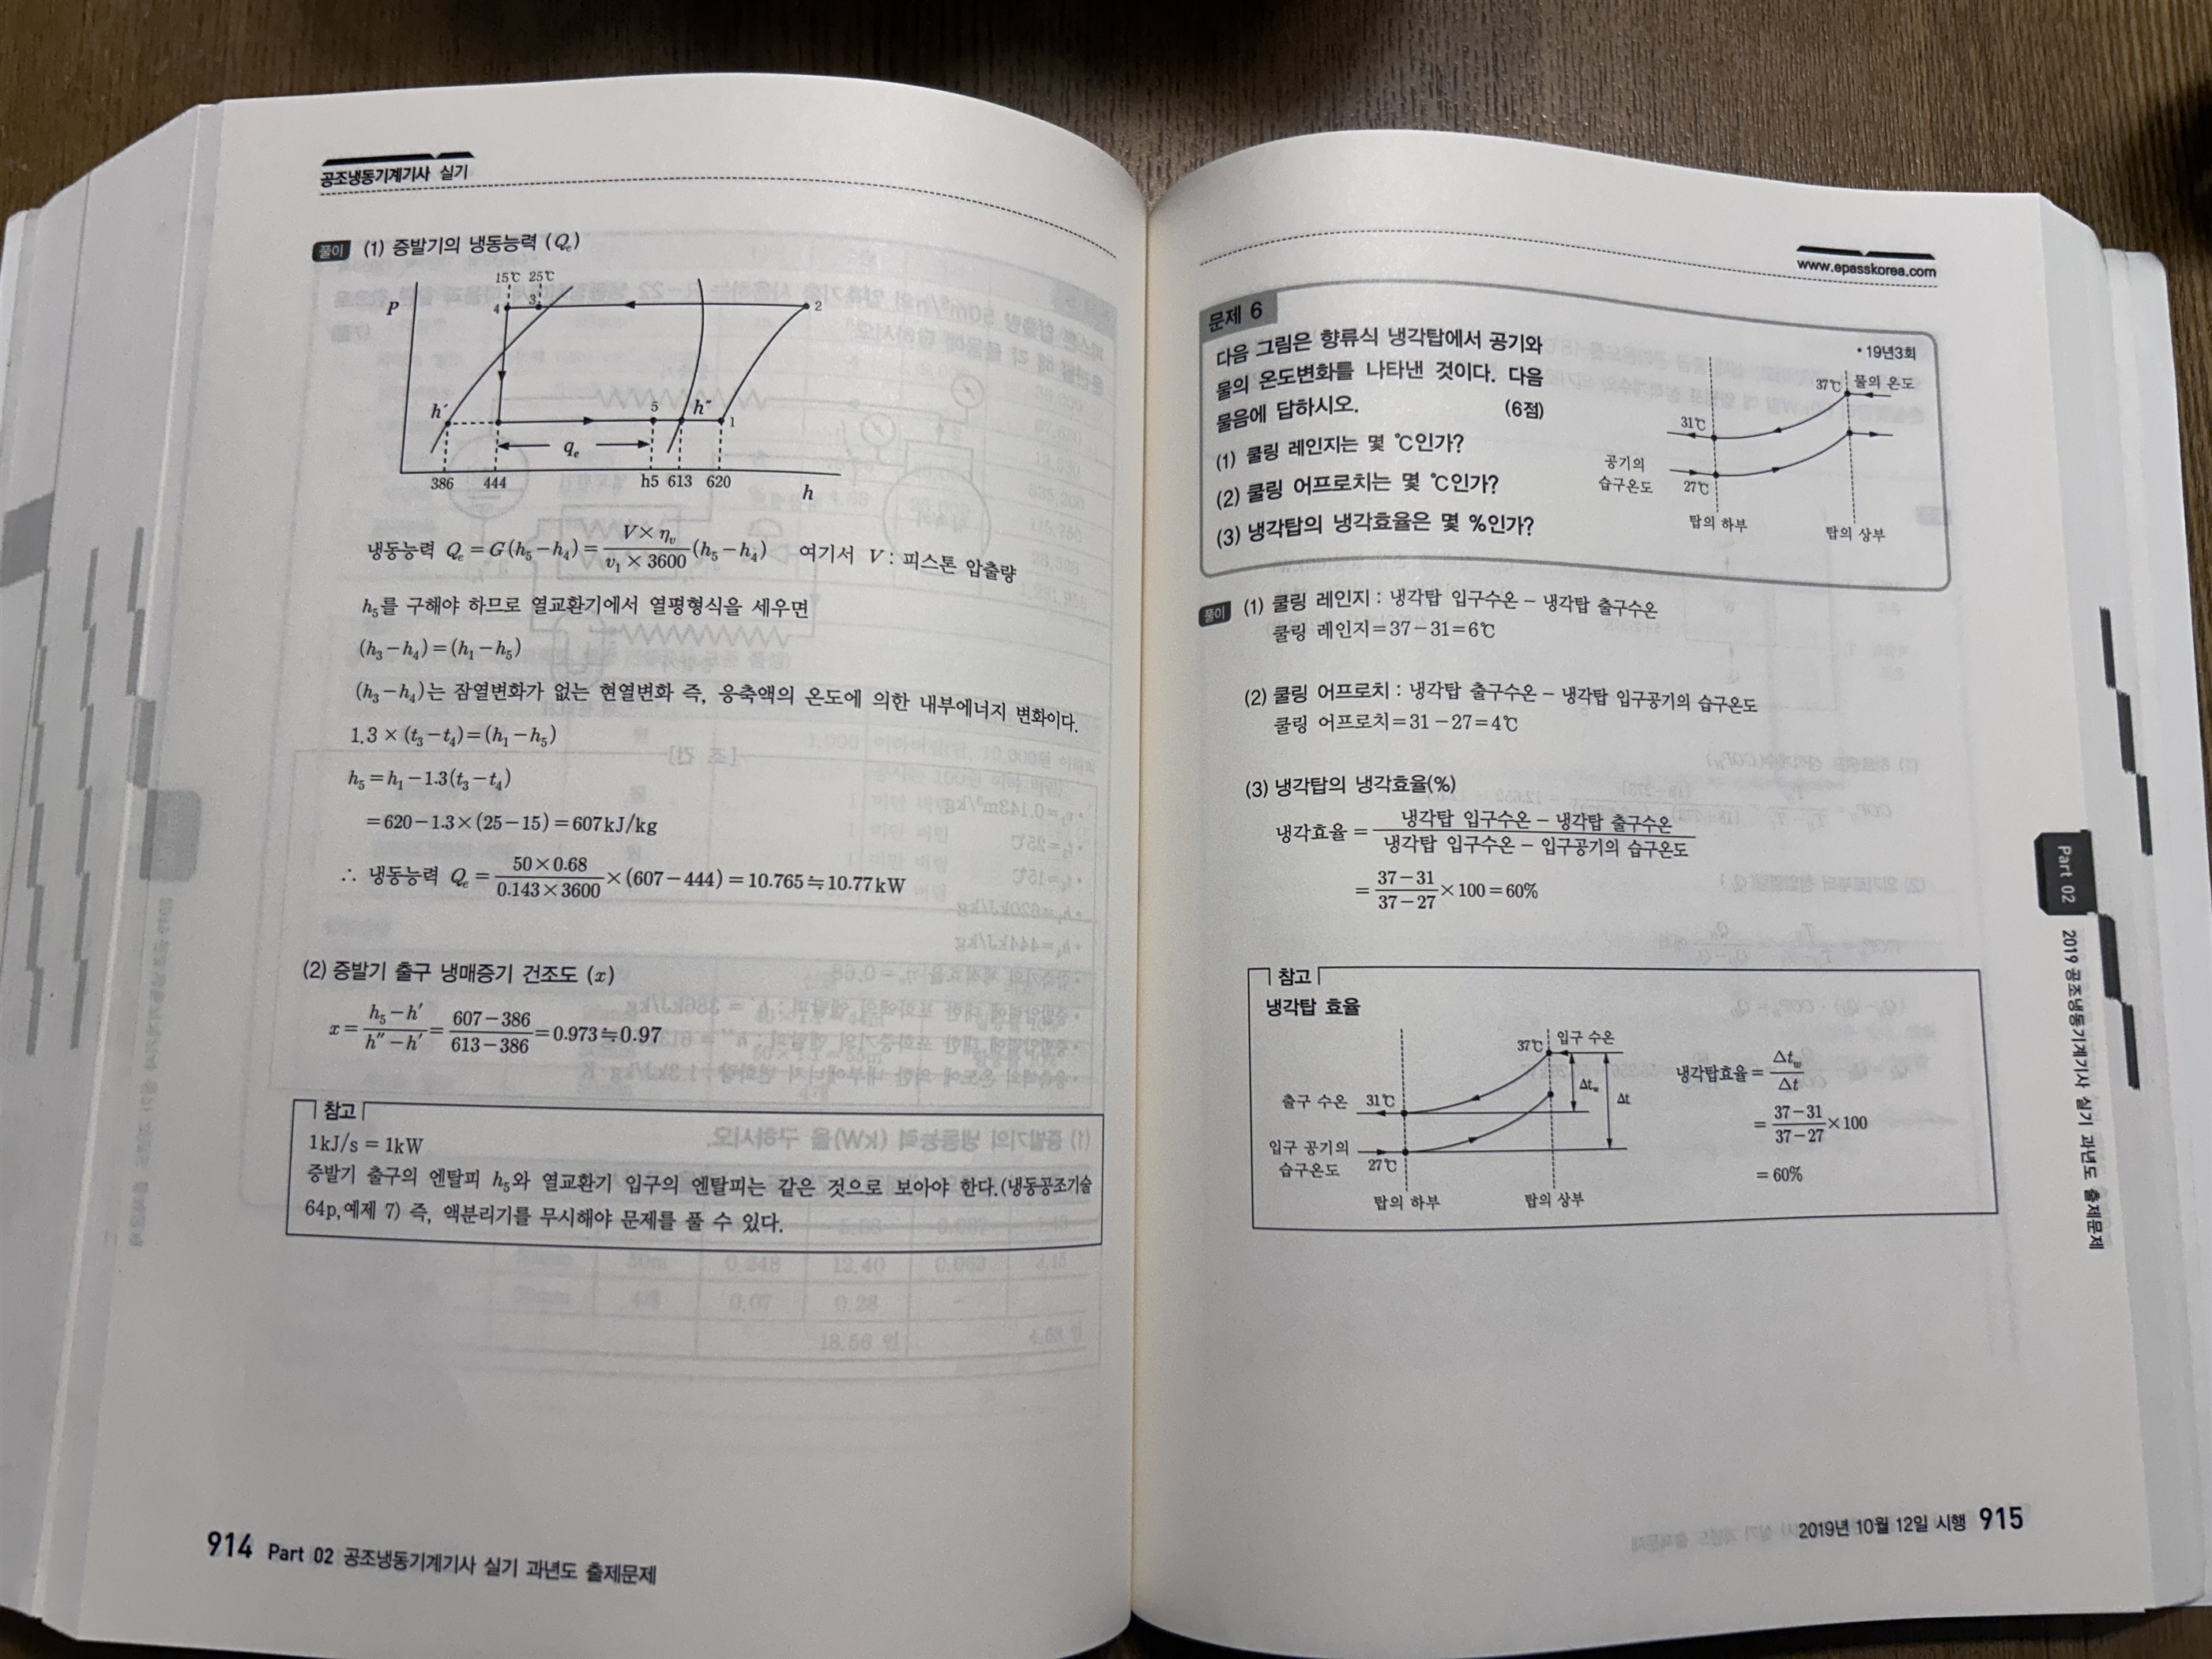 공조냉동기계기사 실기
풀이 (1) 증발기의 냉동능력 (Qe)
15℃ 25℃
P
4 3 2
h′ 5 h″ 1
qe
386 444 h5 613 620 h
냉동능력 Qe = G(h5 − h4) = (V × ηv)/(v1 × 3600) (h5 − h4) 여기서 V : 피스톤 압출량
h5를 구해야 하므로 열교환기에서 열평형식을 세우면
(h3 − h4) = (h1 − h5)
(h3 − h4)는 잠열변화가 없는 현열변화 즉, 응축액의 온도에 의한 내부에너지 변화이다.
1.3 × (t3 − t4) = (h1 − h5)
h5 = h1 − 1.3(t3 − t4)
= 620 − 1.3 × (25 − 15) = 607 kJ/kg
∴ 냉동능력 Qe = (50 × 0.68)/(0.143 × 3600) × (607 − 444) = 10.765 ≒ 10.77 kW
(2) 증발기 출구 냉매증기 건조도 (x)
x = (h5 − h′)/(h″ − h′) = (607 − 386)/(613 − 386) = 0.973 ≒ 0.97
참고
1 kJ/s = 1 kW
증발기 출구의 엔탈피 h5와 열교환기 입구의 엔탈피는 같은 것으로 보아야 한다.(냉동공조기술
64p,예제 7) 즉, 액분리기를 무시해야 문제를 풀 수 있다.
914 Part 02 공조냉동기계기사 실기 과년도 출제문제
www.epasskorea.com
문제 6
• 19년3회
다음 그림은 향류식 냉각탑에서 공기와
물의 온도변화를 나타낸 것이다. 다음
물음에 답하시오. (6점)
(1) 쿨링 레인지는 몇 ℃인가?
(2) 쿨링 어프로치는 몇 ℃인가?
(3) 냉각탑의 냉각효율은 몇 %인가?
37℃ 물의 온도
31℃
공기의
습구온도 27℃
탑의 하부 탑의 상부
풀이 (1) 쿨링 레인지 : 냉각탑 입구수온 − 냉각탑 출구수온
쿨링 레인지 = 37 − 31 = 6℃
(2) 쿨링 어프로치 : 냉각탑 출구수온 − 냉각탑 입구공기의 습구온도
쿨링 어프로치 = 31 − 27 = 4℃
(3) 냉각탑의 냉각효율(%)
냉각효율 = (냉각탑 입구수온 − 냉각탑 출구수온)/(냉각탑 입구수온 − 입구공기의 습구온도)
= (37 − 31)/(37 − 27) × 100 = 60%
참고
냉각탑 효율
37℃ 입구 수온
출구 수온 31℃ Δtw Δt
입구 공기의
습구온도 27℃
탑의 하부 탑의 상부
냉각탑효율 = Δtw/Δt
= (37 − 31)/(37 − 27) × 100
= 60%
Part 02 2019 공조냉동기계기사 실기 과년도 출제문제
2019년 10월 12일 시행 915